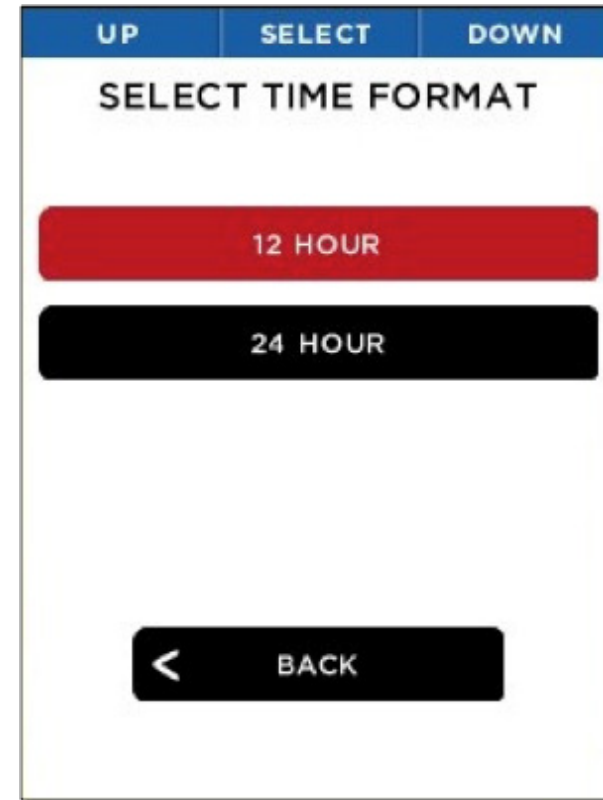 UP SELECT DOWN
SELECT TIME FORMAT
12 HOUR
24 HOUR
< BACK